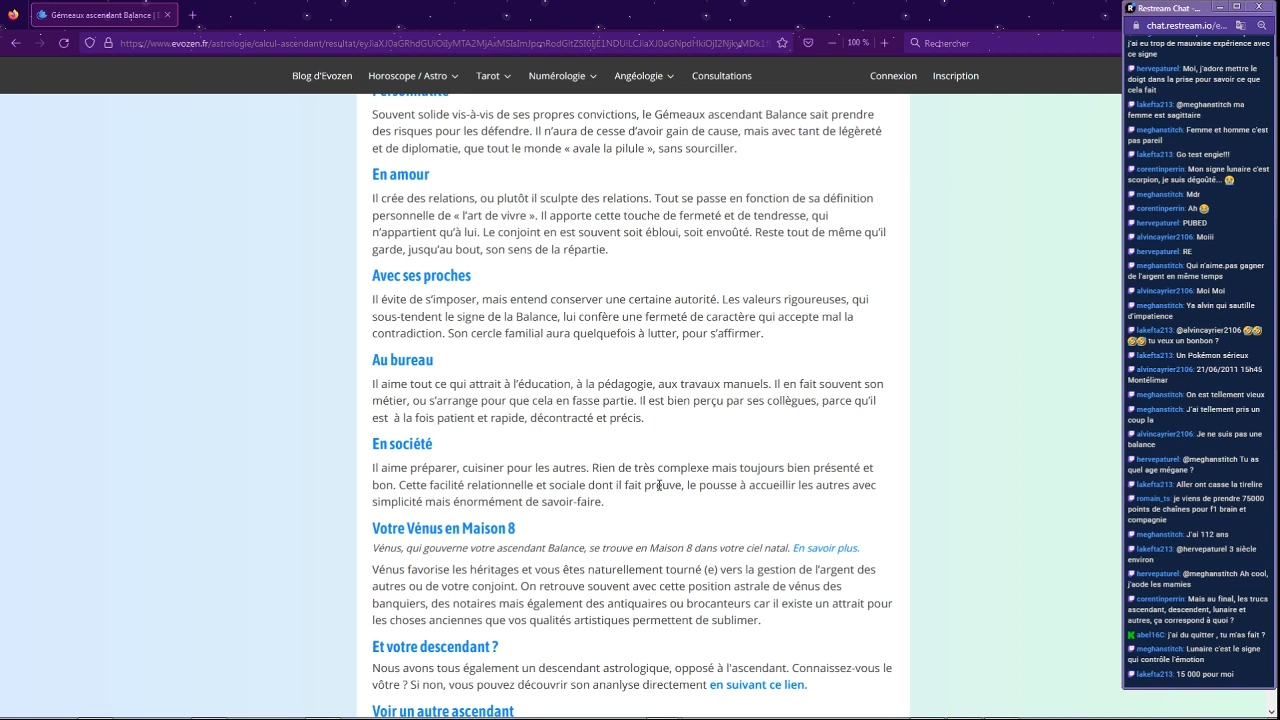 Gémeaux ascendant Balance | E
https://www.evozen.fr/astrologie/calcul-ascendant/resultat/
100 %
Rechercher
Blog d'Evozen
Horoscope / Astro
Tarot
Numérologie
Angéologie
Consultations
Connexion
Inscription
Personnalité
Souvent solide vis-à-vis de ses propres convictions, le Gémeaux ascendant Balance sait prendre
des risques pour les défendre. Il n'aura de cesse d'avoir gain de cause, mais avec tant de légèreté
et de diplomatie, que tout le monde « avale la pilule », sans sourciller.
En amour
Il crée des relations, ou plutôt il sculpte des relations. Tout se passe en fonction de sa définition
personnelle de « l'art de vivre ». Il apporte cette touche de fermeté et de tendresse, qui
n'appartient qu'à lui. Le conjoint en est souvent soit ébloui, soit envoûté. Reste tout de même qu'il
garde, jusqu'au bout, son sens de la répartie.
Avec ses proches
Il évite de s'imposer, mais entend conserver une certaine autorité. Les valeurs rigoureuses, qui
sous-tendent le signe de la Balance, lui confère une fermeté de caractère qui accepte mal la
contradiction. Son cercle familial aura quelquefois à lutter, pour s'affirmer.
Au bureau
Il aime tout ce qui attrait à l'éducation, à la pédagogie, aux travaux manuels. Il en fait souvent son
métier, ou s'arrange pour que cela en fasse partie. Il est bien perçu par ses collègues, parce qu'il
est à la fois patient et rapide, décontracté et précis.
En société
Il aime préparer, cuisiner pour les autres. Rien de très complexe mais toujours bien présenté et
bon. Cette facilité relationnelle et sociale dont il fait preuve, le pousse à accueillir les autres avec
simplicité mais énormément de savoir-faire.
Votre Vénus en Maison 8
Vénus, qui gouverne votre ascendant Balance, se trouve en Maison 8 dans votre ciel natal. En savoir plus.
Vénus favorise les héritages et vous êtes naturellement tourné (e) vers la gestion de l'argent des
autres ou du conjoint. On retrouve souvent avec cette position astrale de vénus des
banquiers, des notaires mais également des antiquaires ou brocanteurs car il existe un attrait pour
les choses anciennes que vos qualités artistiques permettent de sublimer.
Et votre descendant ?
Nous avons tous également un descendant astrologique, opposé à l'ascendant. Connaissez-vous le
vôtre ? Si non, vous pouvez découvrir son ananlyse directement en suivant ce lien.
Voir un autre ascendant
Restream Chat -...
chat.restream.io/e...
j'ai eu trop de mauvaise expérience avec
ce signe
hervepaturel: Moi, j'adore mettre le
doigt dans la prise pour savoir ce que
cela fait
lakefta213: @meghanstitch ma
femme est sagittaire
meghanstitch: Femme et homme c'est
pas pareil
lakefta213: Go test engie!!!
corentinperrin: Mon signe lunaire c'est
scorpion, je suis dégoûté...
meghanstitch: Mdr
corentinperrin: Ah
hervepaturel: PUBED
alvincayrier2106: Moiii
hervepaturel: RE
meghanstitch: Qui n'aime.pas gagner
de l'argent en même temps
alvincayrier2106: Moi Moi
meghanstitch: Ya alvin qui sautille
d'impatience
lakefta213: @alvincayrier2106
tu veux un bonbon ?
lakefta213: Un Pokémon sérieux
alvincayrier2106: 21/06/2011 15h45
Montélimar
meghanstitch: On est tellement vieux
meghanstitch: J'ai tellement pris un
coup la
alvincayrier2106: Je ne suis pas une
balance
hervepaturel: @meghanstitch Tu as
quel age mégane ?
lakefta213: Aller ont casse la tirelire
romain_ts: je viens de prendre 75000
points de chaînes pour f1 brain et
compagnie
meghanstitch: J'ai 112 ans
lakefta213: @hervepaturel 3 siècle
environ
hervepaturel: @meghanstitch Ah cool,
j'aode les mamies
corentinperrin: Mais au final, les trucs
ascendant, descendent, lunaire et
autres, ça correspond à quoi ?
abel16C: j'ai du quitter , tu m'as fait ?
meghanstitch: Lunaire c'est le signe
qui contrôle l'émotion
lakefta213: 15 000 pour moi